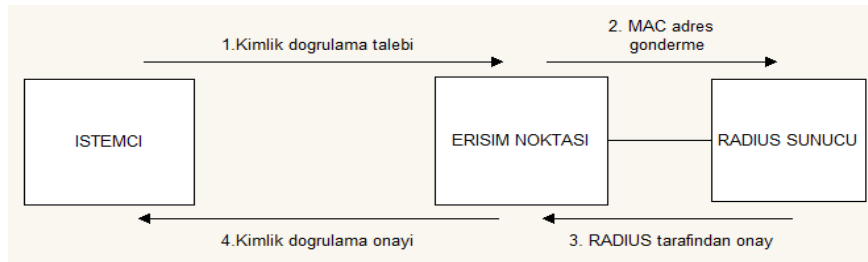 1.Kimlik dogrulama talebi
2. MAC adres
gonderme
ISTEMCI
ERISIM NOKTASI
RADIUS SUNUCU
4.Kimlik dogrulama onayi
3. RADIUS tarafindan onay